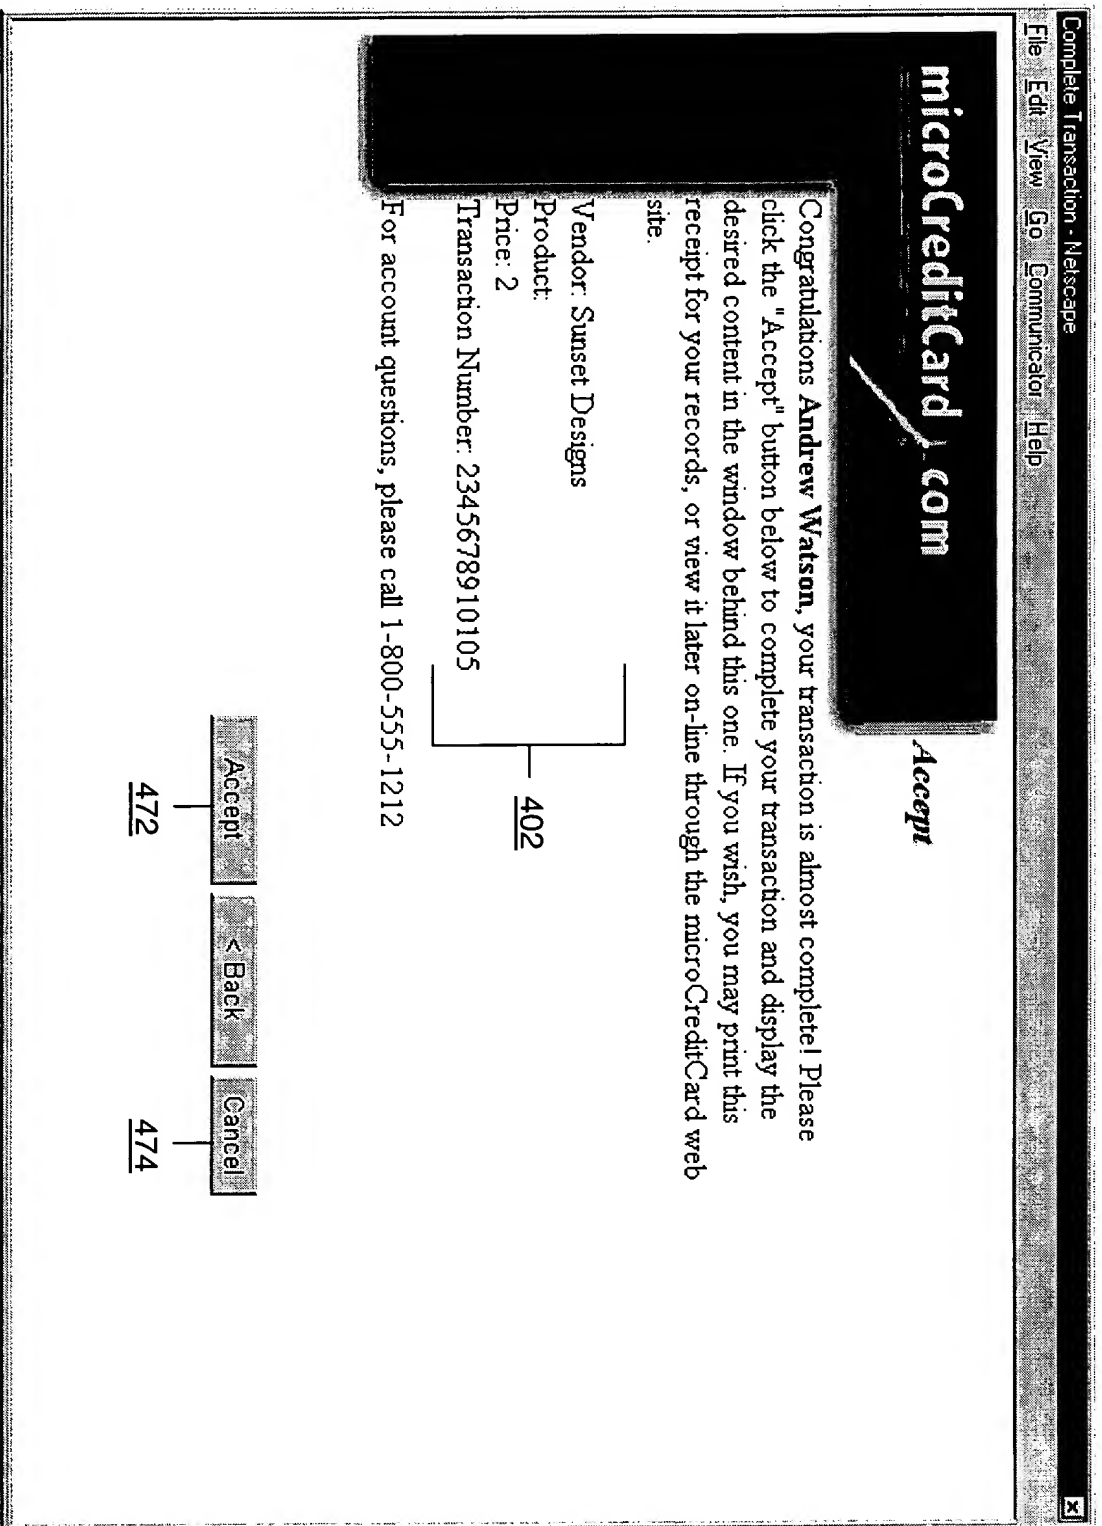 Complete Transaction - Netscape
File Edit View Go Communicator Help
microCreditCard.com
Accept
Congratulations Andrew Watson, your transaction is almost complete! Please
click the "Accept" button below to complete your transaction and display the
desired content in the window behind this one. If you wish, you may print this
receipt for your records, or view it later on-line through the microCreditCard web
site.
Vendor: Sunset Designs
Product:
Price: 2
Transaction Number: 2345678910105
402
For account questions, please call 1-800-555-1212
Accept < Back Cancel
472 474